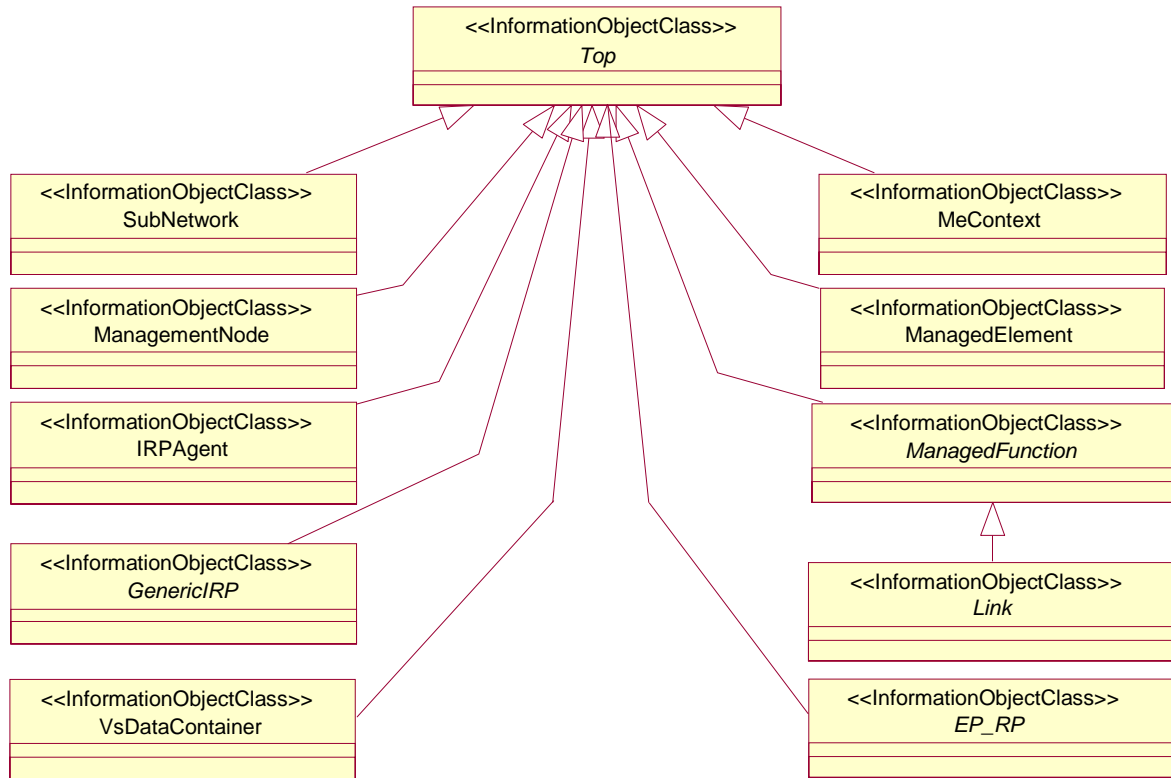 <<InformationObjectClass>>
Top
<<InformationObjectClass>>
SubNetwork
<<InformationObjectClass>>
MeContext
<<InformationObjectClass>>
ManagementNode
<<InformationObjectClass>>
ManagedElement
<<InformationObjectClass>>
IRPAgent
<<InformationObjectClass>>
ManagedFunction
<<InformationObjectClass>>
GenericIRP
<<InformationObjectClass>>
Link
<<InformationObjectClass>>
VsDataContainer
<<InformationObjectClass>>
EP_RP